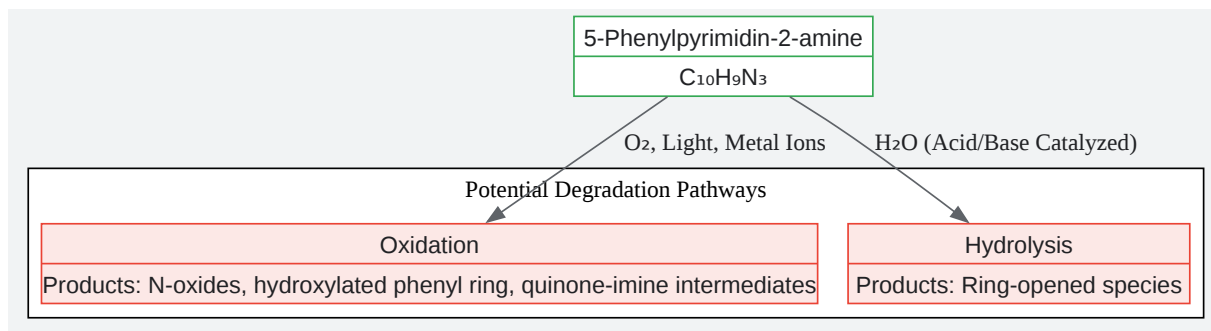 5-Phenylpyrimidin-2-amine
C₁₀H₉N₃
O₂, Light, Metal Ions
H₂O (Acid/Base Catalyzed)
Potential Degradation Pathways
Oxidation
Products: N-oxides, hydroxylated phenyl ring, quinone-imine intermediates
Hydrolysis
Products: Ring-opened species